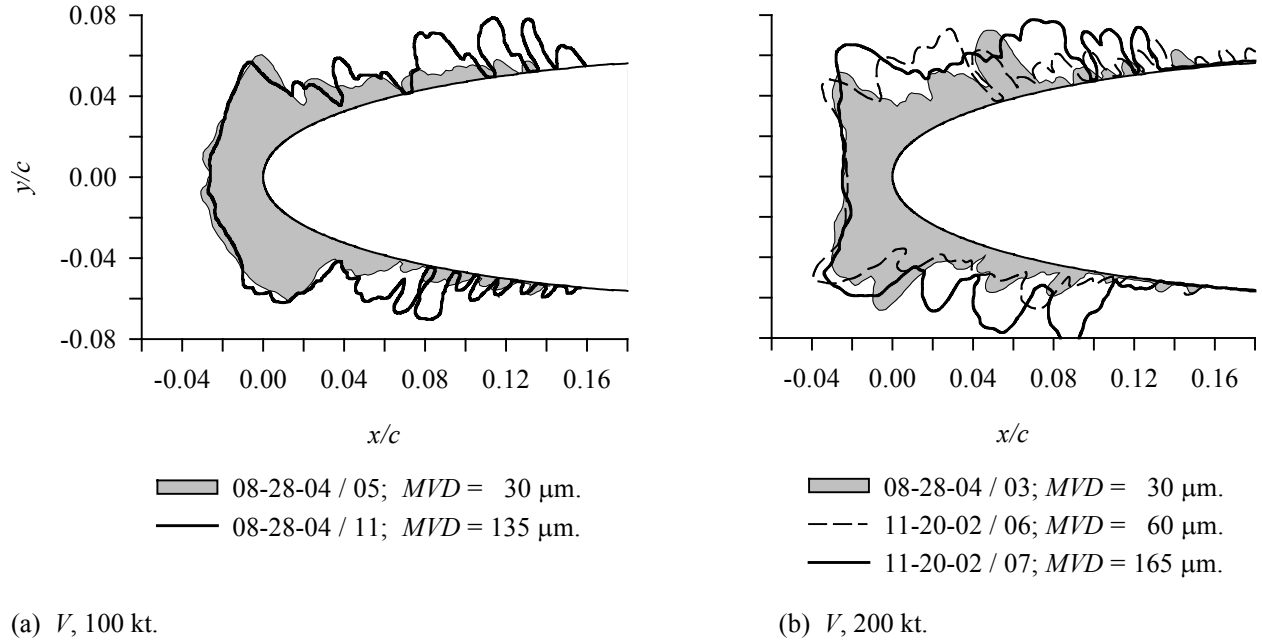 0.08
0.04
0.00
-0.04
-0.08
y/c
-0.04 0.00 0.04 0.08 0.12 0.16
x/c
08-28-04 / 05; MVD = 30 μm.
08-28-04 / 11; MVD = 135 μm.
(a) V, 100 kt.
-0.04 0.00 0.04 0.08 0.12 0.16
x/c
08-28-04 / 03; MVD = 30 μm.
11-20-02 / 06; MVD = 60 μm.
11-20-02 / 07; MVD = 165 μm.
(b) V, 200 kt.